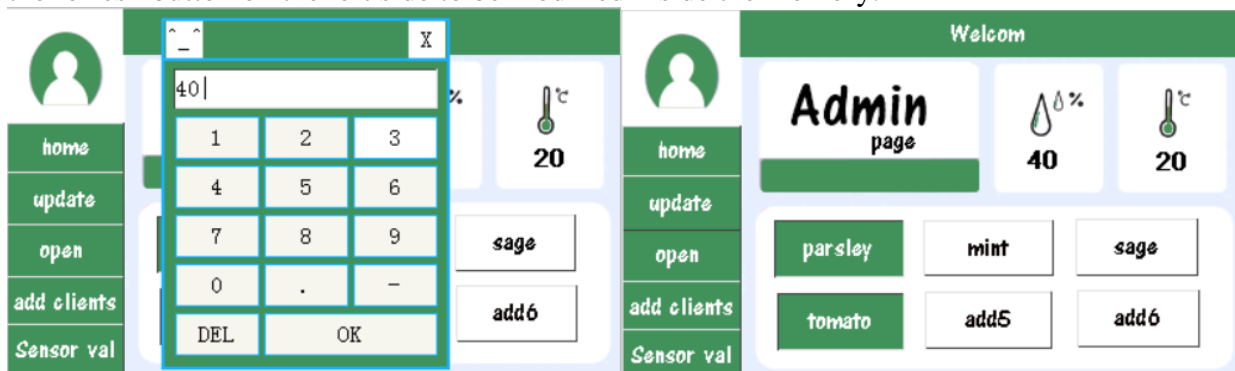 ^_^
X
40
%
°C
20
1 2 3
4 5 6
7 8 9
0 . -
DEL OK
home
update
open
add clients
Sensor val
sage
add6
Welcom
Admin
page
%
40
°C
20
home
update
open
add clients
Sensor val
parsley mint sage
tomato add5 add6